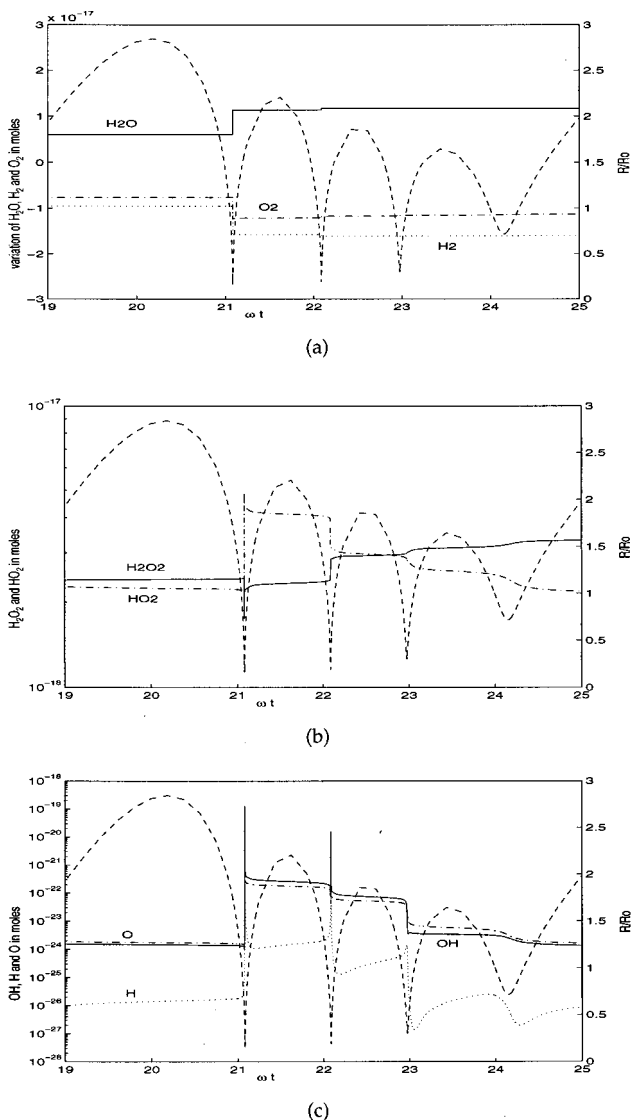 x 10^-17
3
2
1
0
-1
-2
-3
variation of H2O, H2 and O2 in moles
H2O
O2
H2
3
2.5
2
1.5
1
0.5
0
R/Ro
19 20 21 22 23 24 25
ω t
(a)
10^-17
10^-18
H2O2 and HO2 in moles
H2O2
HO2
3
2.5
2
1.5
1
0.5
0
R/Ro
19 20 21 22 23 24 25
ω t
(b)
10^-18
10^-19
10^-20
10^-21
10^-22
10^-23
10^-24
10^-25
10^-26
10^-27
10^-28
OH, H and O in moles
O
H
OH
3
2.5
2
1.5
1
0.5
0
R/Ro
19 20 21 22 23 24 25
ω t
(c)